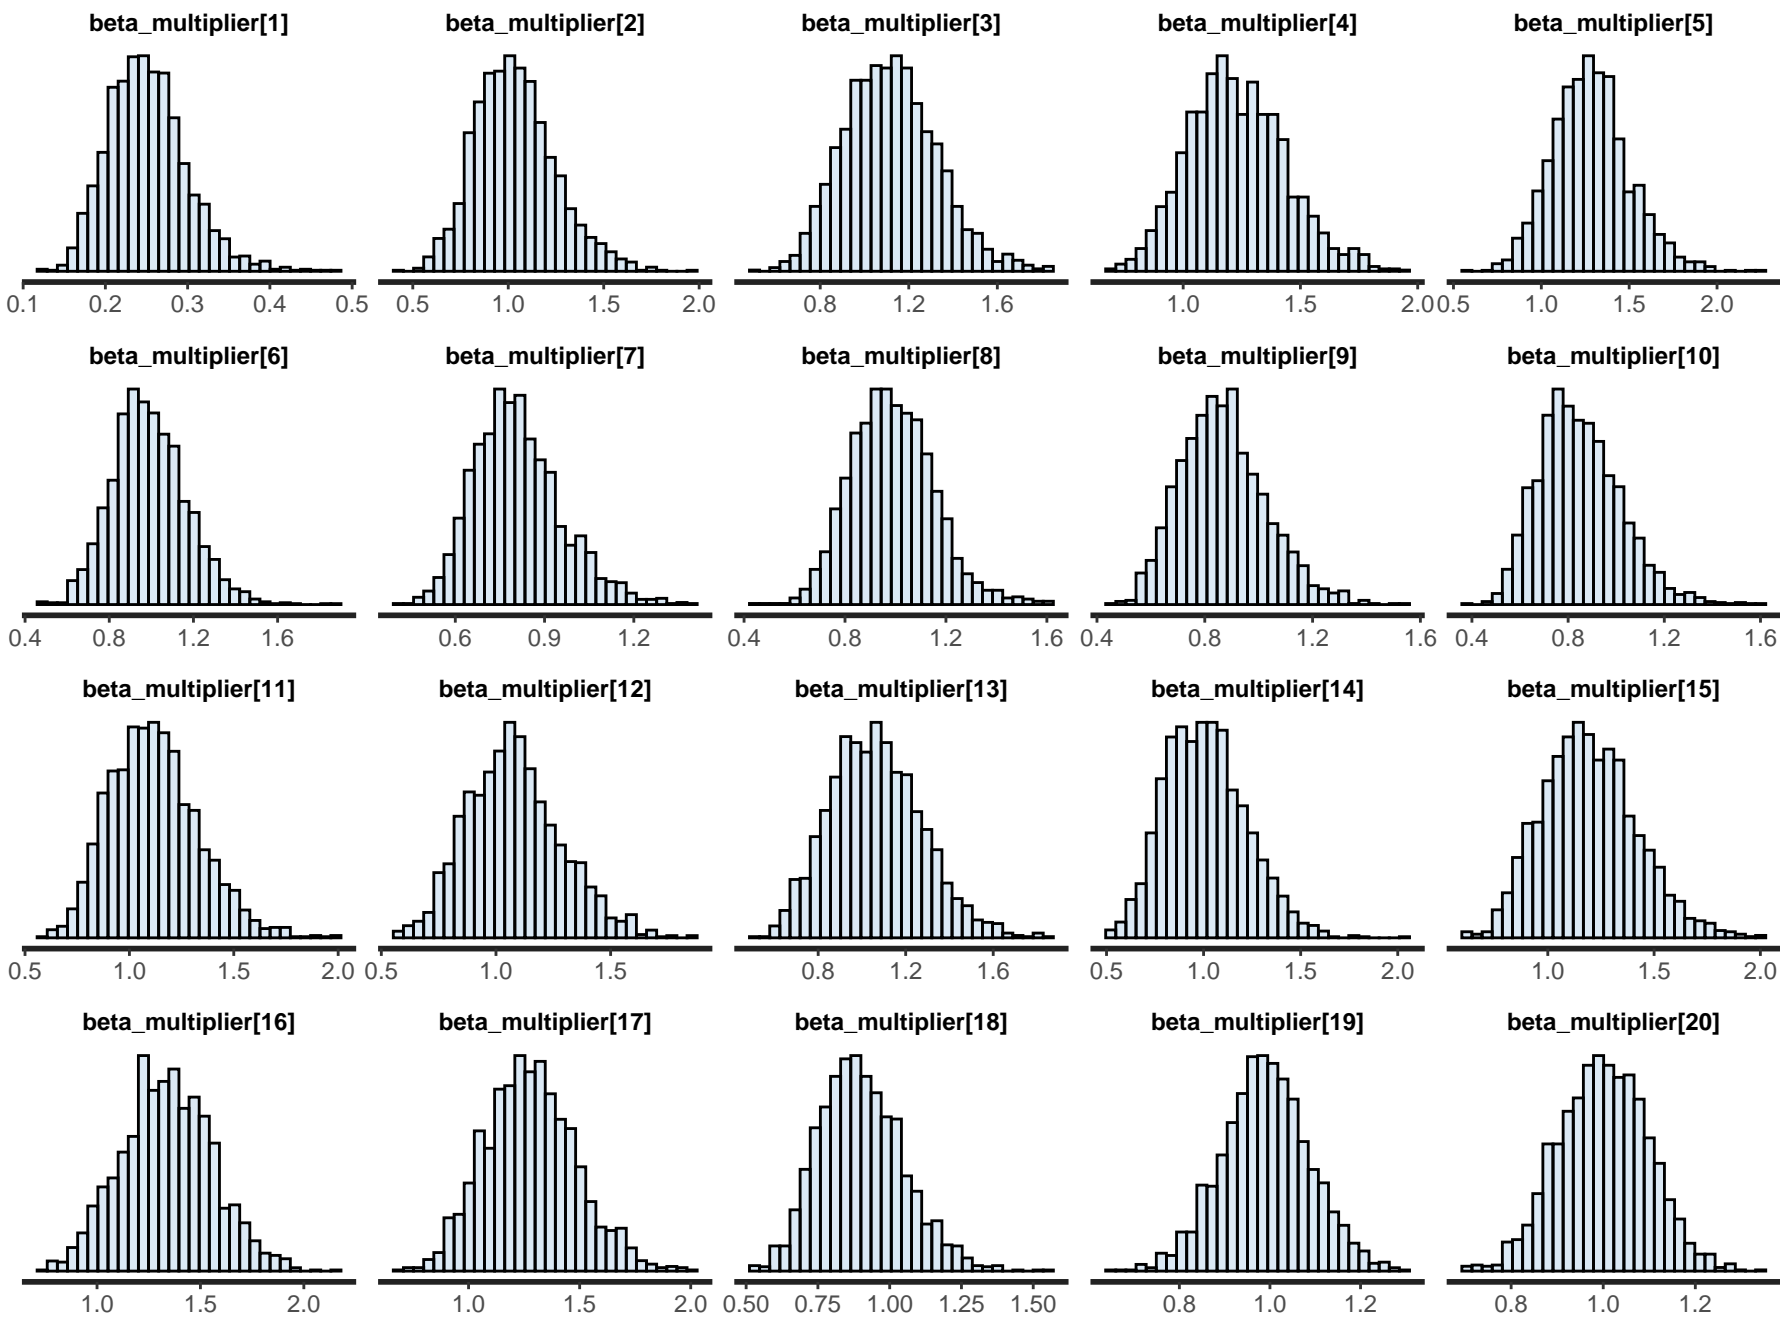 beta_multiplier[1] beta_multiplier[2] beta_multiplier[3] beta_multiplier[4] beta_multiplier[5]
0.1 0.2 0.3 0.4 0.5 0.5 1.0 1.5 2.0 0.8 1.2 1.6 1.0 1.5 2.0 0.5 1.0 1.5 2.0
beta_multiplier[6] beta_multiplier[7] beta_multiplier[8] beta_multiplier[9] beta_multiplier[10]
0.4 0.8 1.2 1.6 0.6 0.9 1.2 0.4 0.8 1.2 1.6 0.4 0.8 1.2 1.6 0.4 0.8 1.2 1.6
beta_multiplier[11] beta_multiplier[12] beta_multiplier[13] beta_multiplier[14] beta_multiplier[15]
0.5 1.0 1.5 2.0 0.5 1.0 1.5 0.8 1.2 1.6 0.5 1.0 1.5 2.0 1.0 1.5 2.0
beta_multiplier[16] beta_multiplier[17] beta_multiplier[18] beta_multiplier[19] beta_multiplier[20]
1.0 1.5 2.0 1.0 1.5 2.0 0.50 0.75 1.00 1.25 1.50 0.8 1.0 1.2 0.8 1.0 1.2